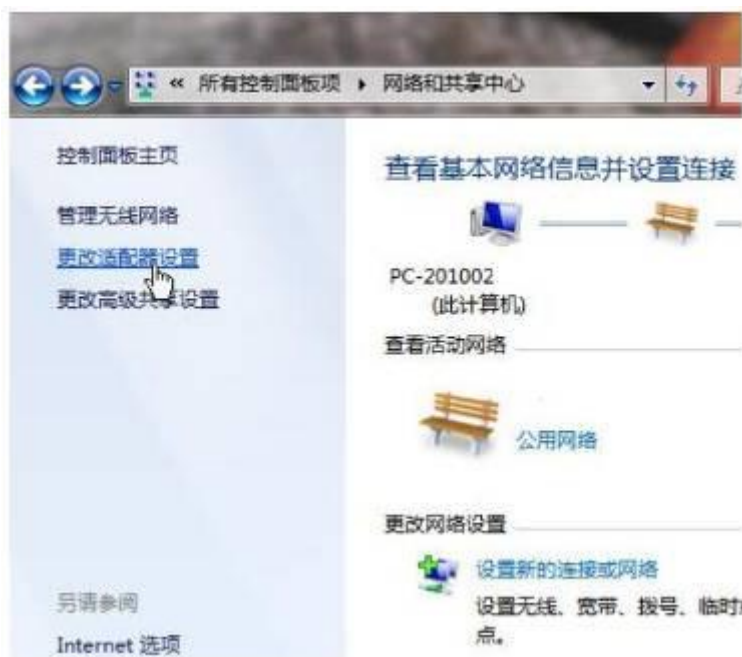 « 所有控制面板项 ▸ 网络和共享中心
控制面板主页
管理无线网络
更改适配器设置
更改高级共享设置
另请参阅
Internet 选项
查看基本网络信息并设置连接
PC-201002
(此计算机)
查看活动网络
公用网络
更改网络设置
设置新的连接或网络
设置无线、宽带、拨号、临时
点。